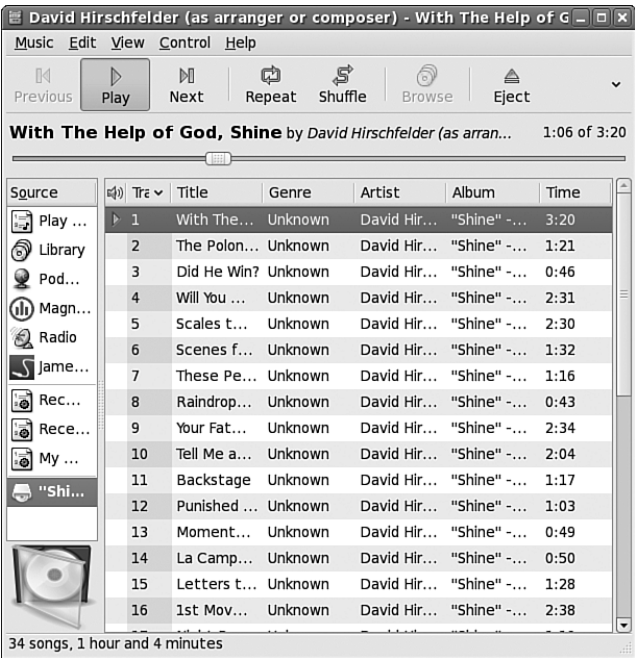 David Hirschfelder (as arranger or composer) - With The Help of G
Music Edit View Control Help
Previous Play Next Repeat Shuffle Browse Eject
With The Help of God, Shine by David Hirschfelder (as arran... 1:06 of 3:20
Source
Play ...
Library
Pod...
Magn...
Radio
Jame...
Rec...
Rece...
My ...
"Shi...
Tra Title Genre Artist Album Time
1 With The... Unknown David Hir... "Shine" -... 3:20
2 The Polon... Unknown David Hir... "Shine" -... 1:21
3 Did He Win? Unknown David Hir... "Shine" -... 0:46
4 Will You ... Unknown David Hir... "Shine" -... 2:31
5 Scales t... Unknown David Hir... "Shine" -... 2:30
6 Scenes f... Unknown David Hir... "Shine" -... 1:32
7 These Pe... Unknown David Hir... "Shine" -... 1:16
8 Raindrop... Unknown David Hir... "Shine" -... 0:43
9 Your Fat... Unknown David Hir... "Shine" -... 2:34
10 Tell Me a... Unknown David Hir... "Shine" -... 2:04
11 Backstage Unknown David Hir... "Shine" -... 1:17
12 Punished ... Unknown David Hir... "Shine" -... 1:03
13 Moment... Unknown David Hir... "Shine" -... 0:49
14 La Camp... Unknown David Hir... "Shine" -... 0:50
15 Letters t... Unknown David Hir... "Shine" -... 1:28
16 1st Mov... Unknown David Hir... "Shine" -... 2:38
34 songs, 1 hour and 4 minutes